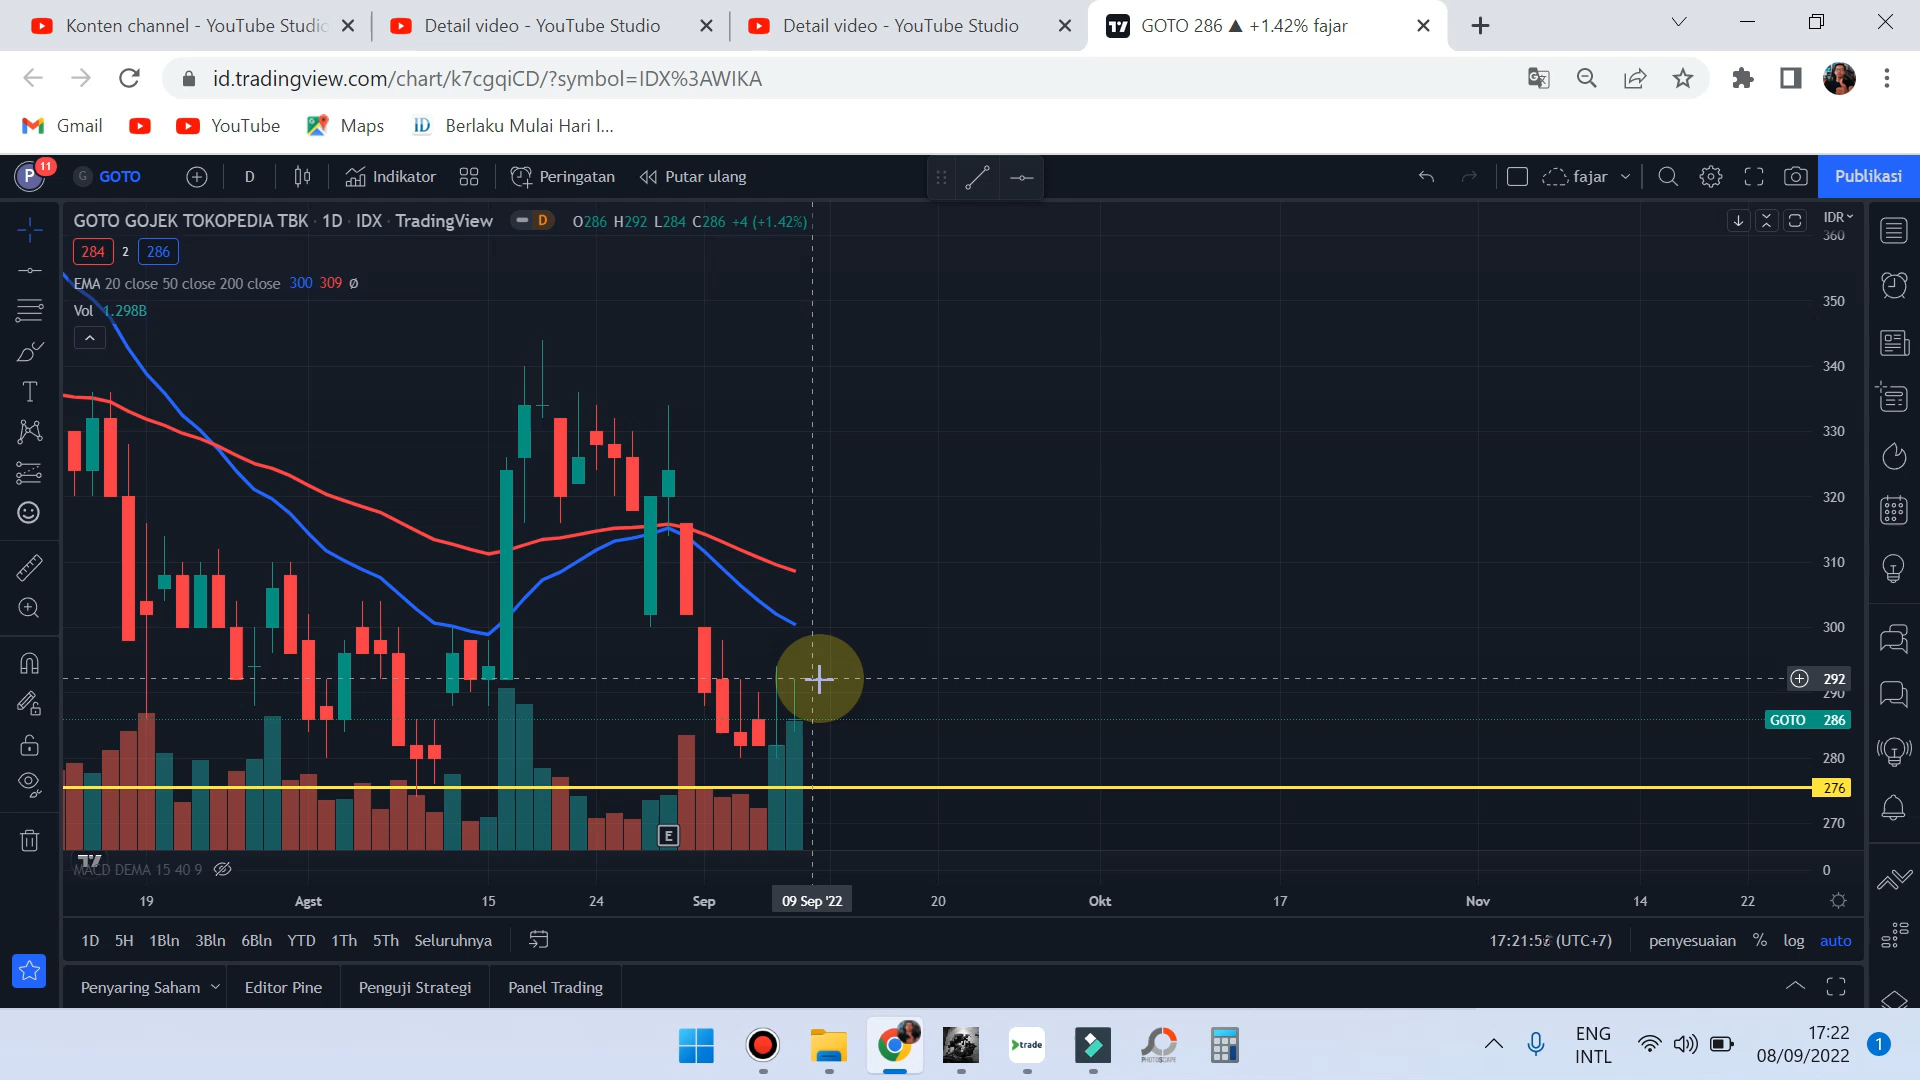 Konten channel - YouTube Studio
Detail video - YouTube Studio
Detail video - YouTube Studio
GOTO 286 ▲ +1.42% fajar
id.tradingview.com/chart/k7cgqiCD/?symbol=IDX%3AWIKA
Gmail
YouTube
Maps
ID
Berlaku Mulai Hari I...
P
11
G
GOTO
D
Indikator
Peringatan
Putar ulang
fajar
Publikasi
GOTO GOJEK TOKOPEDIA TBK · 1D · IDX · TradingView
D
O286 H292 L284 C286 +4 (+1.42%)
IDR
284
2
286
EMA 20 close 50 close 200 close 300 309 Ø
Vol 1.298B
360
350
340
330
320
310
300
292
290
GOTO 286
280
276
270
0
E
MACD DEMA 15 40 9
19
Agst
15
24
Sep
09 Sep '22
20
Okt
17
Nov
14
22
1D
5H
1Bln
3Bln
6Bln
YTD
1Th
5Th
Seluruhnya
(UTC+7)
penyesuaian
%
log
auto
Penyaring Saham
Editor Pine
Penguji Strategi
Panel Trading
trade
PHOTOSCAPE
ENG
INTL
17:22
08/09/2022
1